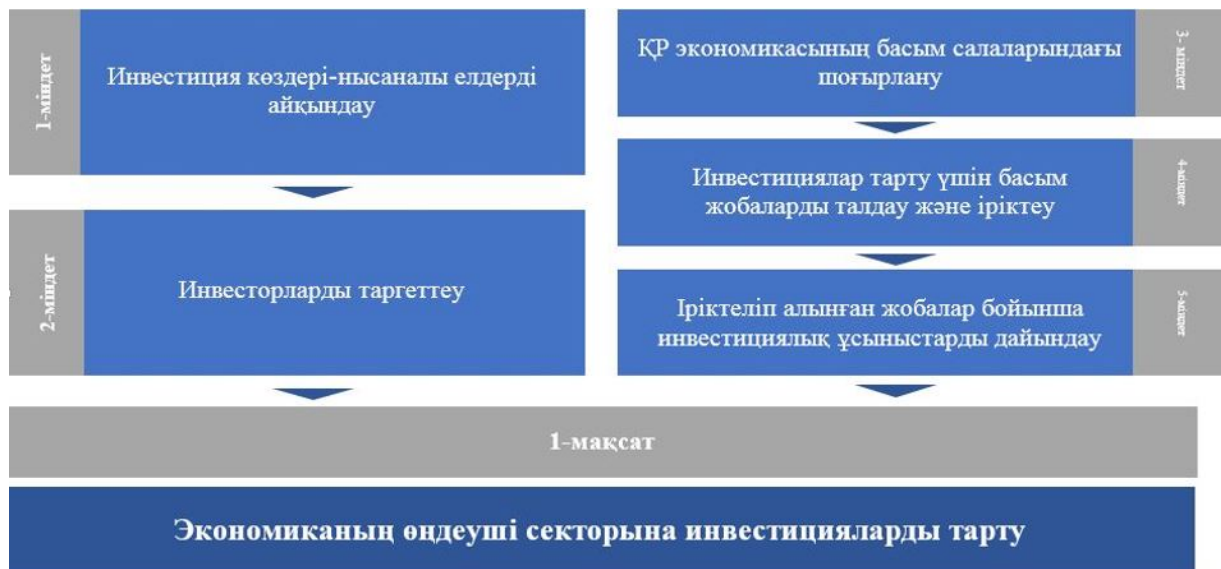 1-міндет
Инвестиция көздері-нысаналы елдерді
айқындау
2-міндет
Инвесторларды таргеттеу
ҚР экономикасының басым салаларындағы
шоғырлану
3- міндет
Инвестициялар тарту үшін басым
жобаларды талдау және іріктеу
4-міндет
Іріктеліп алынған жобалар бойынша
инвестициялық ұсыныстарды дайындау
5-міндет
1-мақсат
Экономиканың өңдеуші секторына инвестицияларды тарту